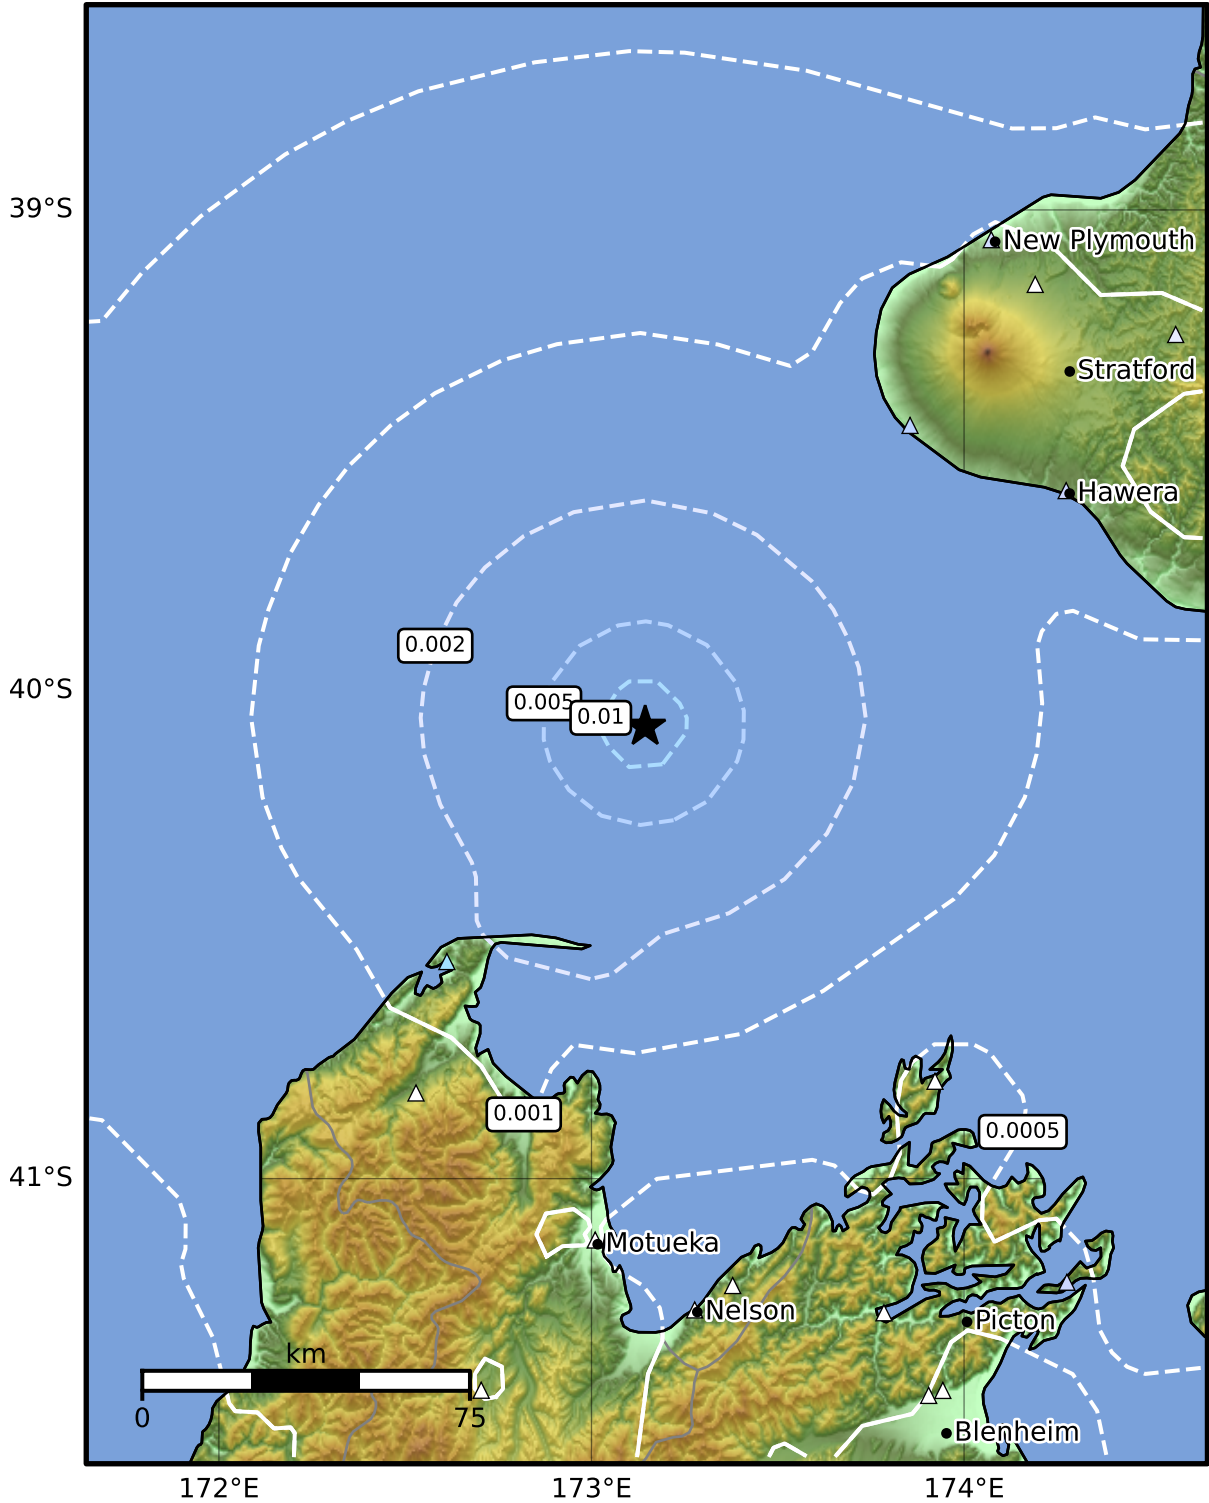 39°S
New Plymouth
Stratford
Hawera
0.002
40°S
0.005
0.01
0.001
0.0005
41°S
Motueka
Nelson
Picton
km
0
75
Blenheim
172°E
173°E
174°E